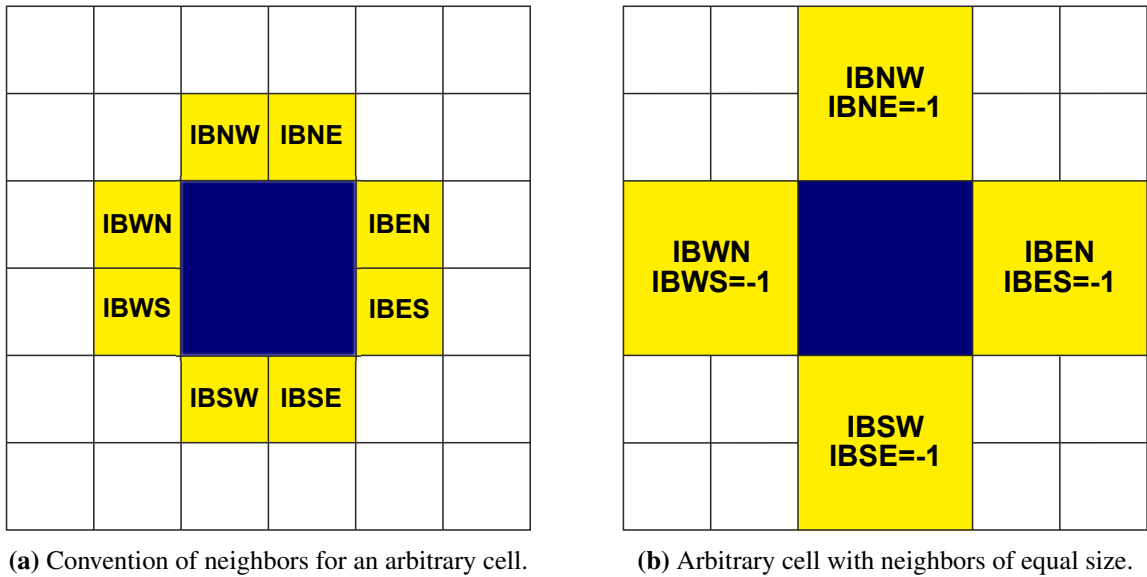 IBNW IBNE
IBWN IBEN
IBWS IBES
IBSW IBSE
(a) Convention of neighbors for an arbitrary cell.
IBNW
IBNE=-1
IBWN
IBWS=-1
IBEN
IBES=-1
IBSW
IBSE=-1
(b) Arbitrary cell with neighbors of equal size.